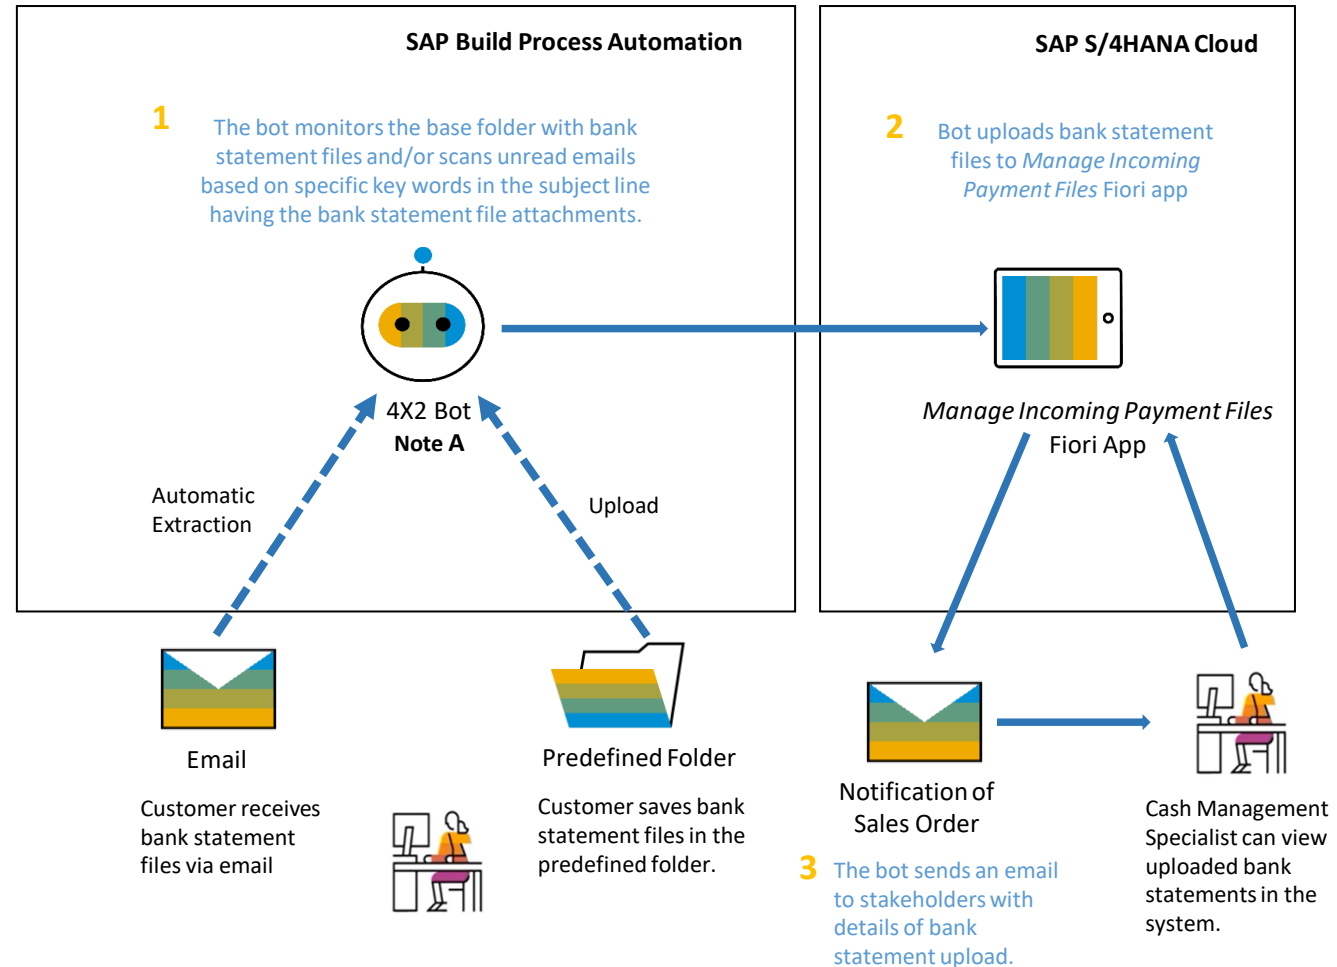 SAP Build Process Automation
1
The bot monitors the base folder with bank
statement files and/or scans unread emails
based on specific key words in the subject line
having the bank statement file attachments.
4X2 Bot
Note A
Automatic
Extraction
Upload
Email
Customer receives
bank statement
files via email
Predefined Folder
Customer saves bank
statement files in the
predefined folder.
SAP S/4HANA Cloud
2
Bot uploads bank statement
files to Manage Incoming
Payment Files Fiori app
Manage Incoming Payment Files
Fiori App
Notification of
Sales Order
3
The bot sends an email
to stakeholders with
details of bank
statement upload.
Cash Management
Specialist can view
uploaded bank
statements in the
system.